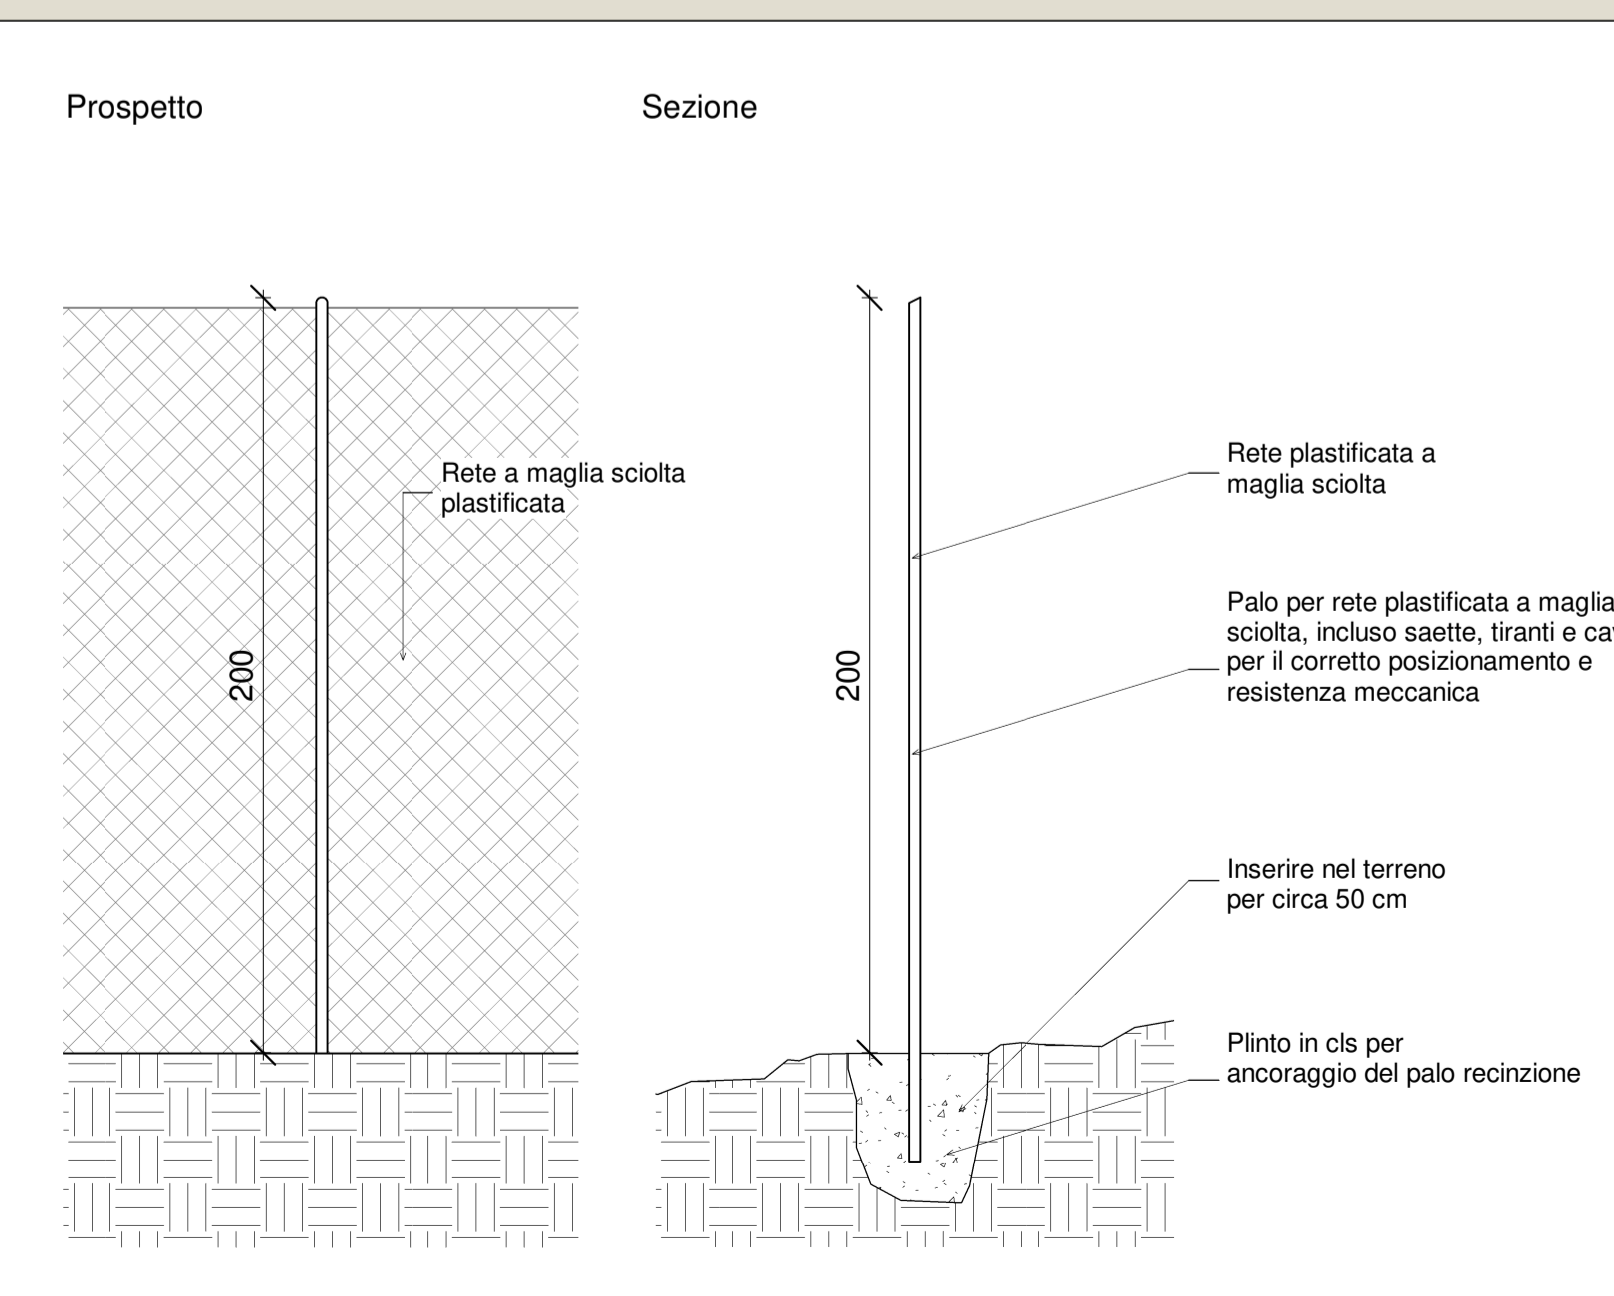 Prospetto
Sezione
Rete a maglia sciolta
plastificata
200
200
Rete plastificata a
maglia sciolta
Palo per rete plastificata a maglia
sciolta, incluso saette, tiranti e
per il corretto posizionamento e
resistenza meccanica
Inserire nel terreno
per circa 50 cm
Plinto in cls per
ancoraggio del palo recinzione